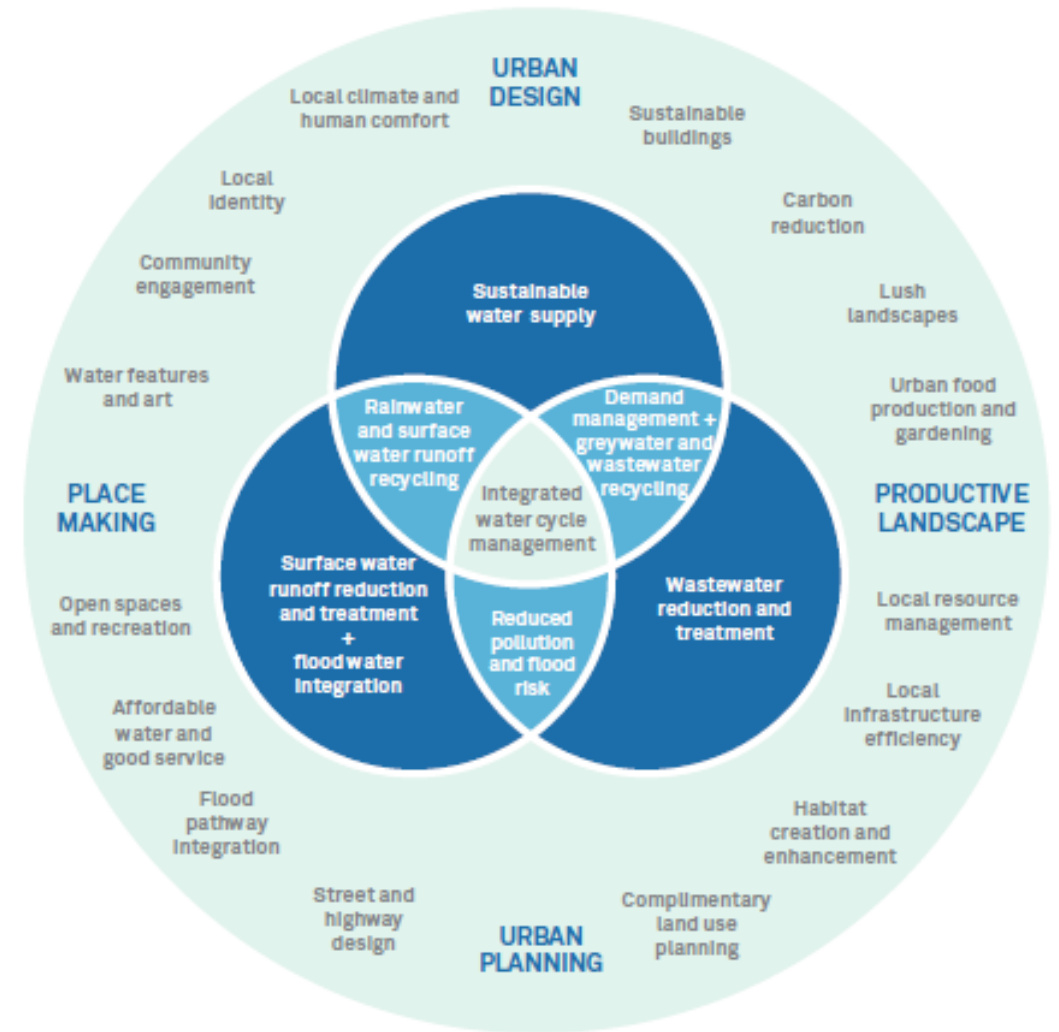 URBAN
DESIGN
Local climate and
human comfort
Sustainable
buildings
Local
identity
Carbon
reduction
Community
engagement
Lush
landscapes
Sustainable
water supply
Water features
and art
Urban food
production and
gardening
Rainwater
and surface
water runoff
recycling
Demand
management +
greywater and
wastewater
recycling
Integrated
water cycle
management
PLACE
MAKING
PRODUCTIVE
LANDSCAPE
Surface water
runoff reduction
and treatment
+
flood water
integration
Wastewater
reduction and
treatment
Reduced
pollution
and flood
risk
Open spaces
and recreation
Local resource
management
Affordable
water and
good service
Local
infrastructure
efficiency
Flood
pathway
integration
Habitat
creation and
enhancement
Street and
highway
design
Complimentary
land use
planning
URBAN
PLANNING